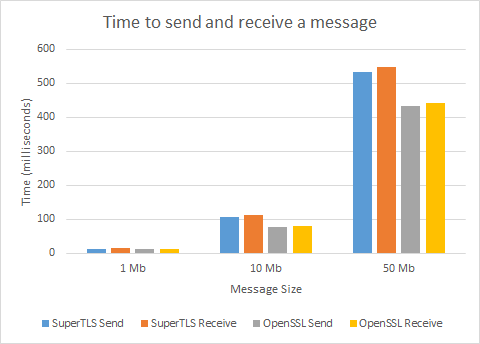 Time to send and receive a message
600
500
400
300
200
100
0
Time (milliseconds)
1 Mb 10 Mb 50 Mb
Message Size
SuperTLS Send SuperTLS Receive OpenSSL Send OpenSSL Receive